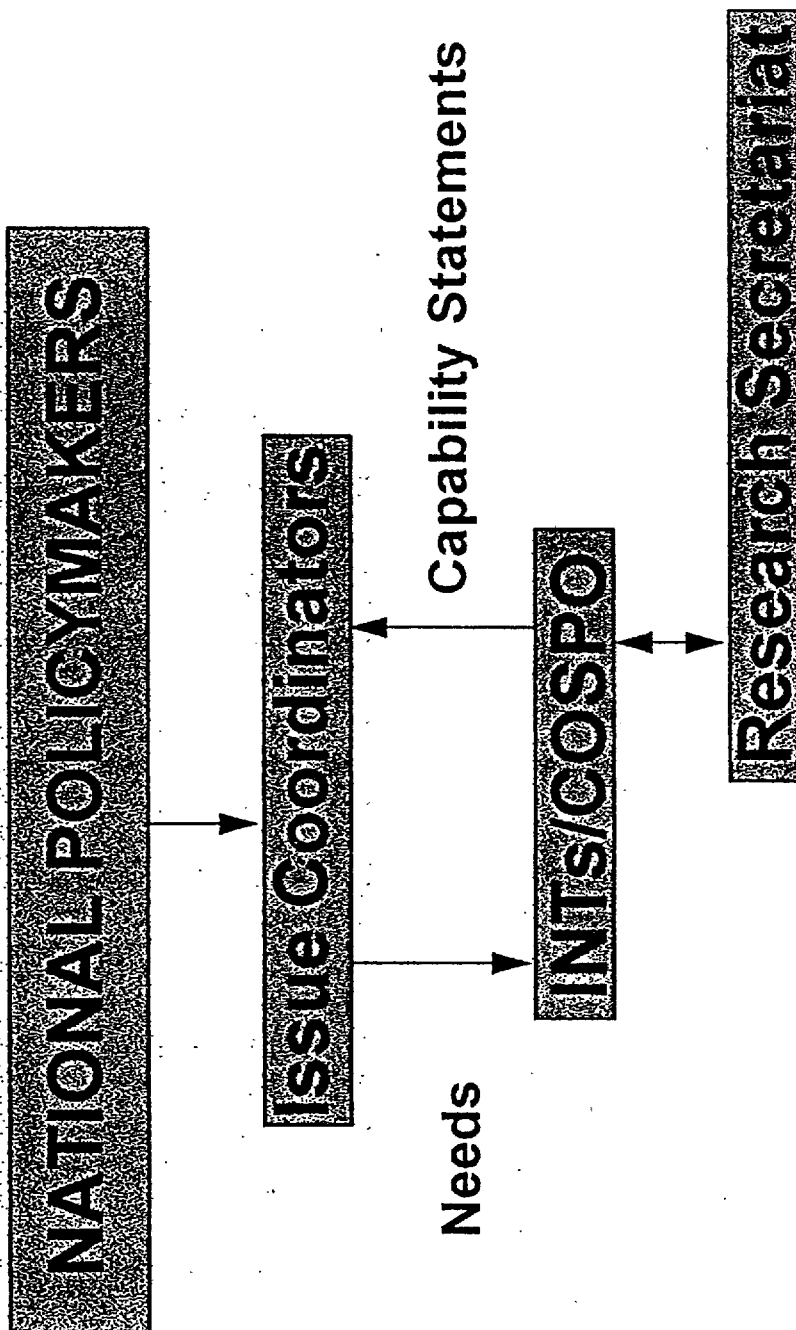 NATIONAL POLICYMAKERS
Issue Coordinators
Needs
Capability Statements
INTs/COSPO
Research Secretariat